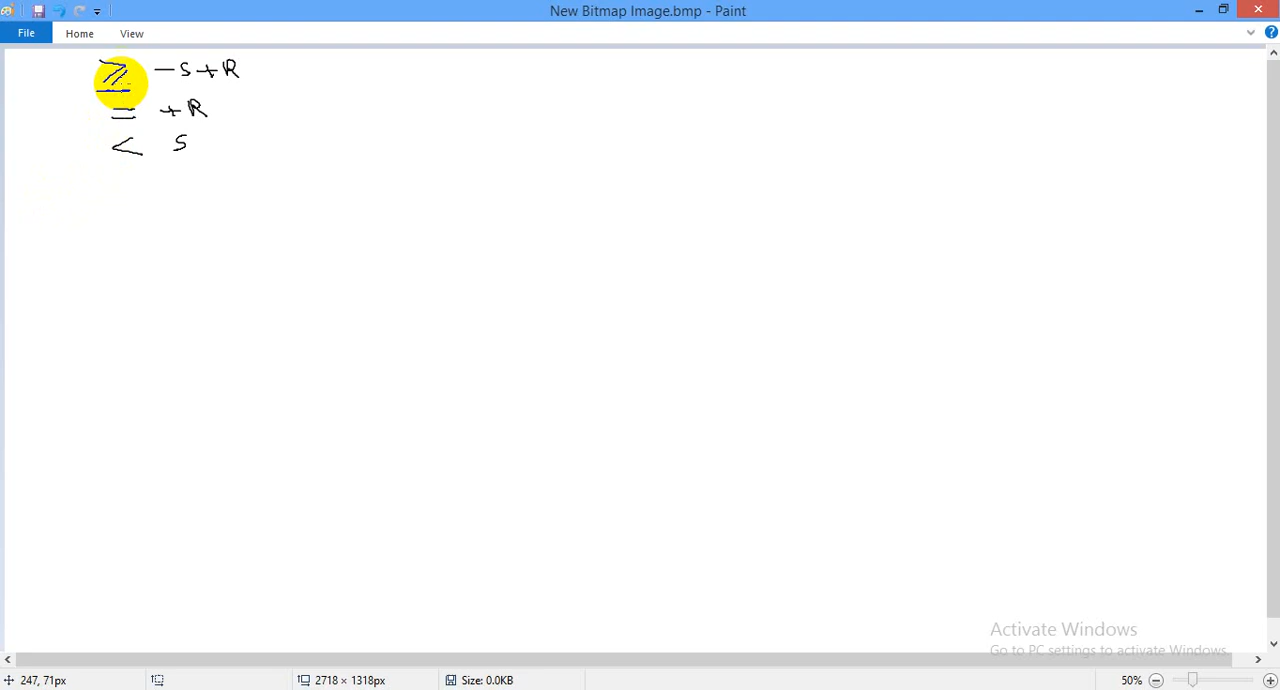 New Bitmap Image.bmp - Paint
File Home View
≥ -S+R
= +R
< S
Activate Windows
Go to PC settings to activate Windows.
247, 71px 2718 × 1318px Size: 0.0KB 50%